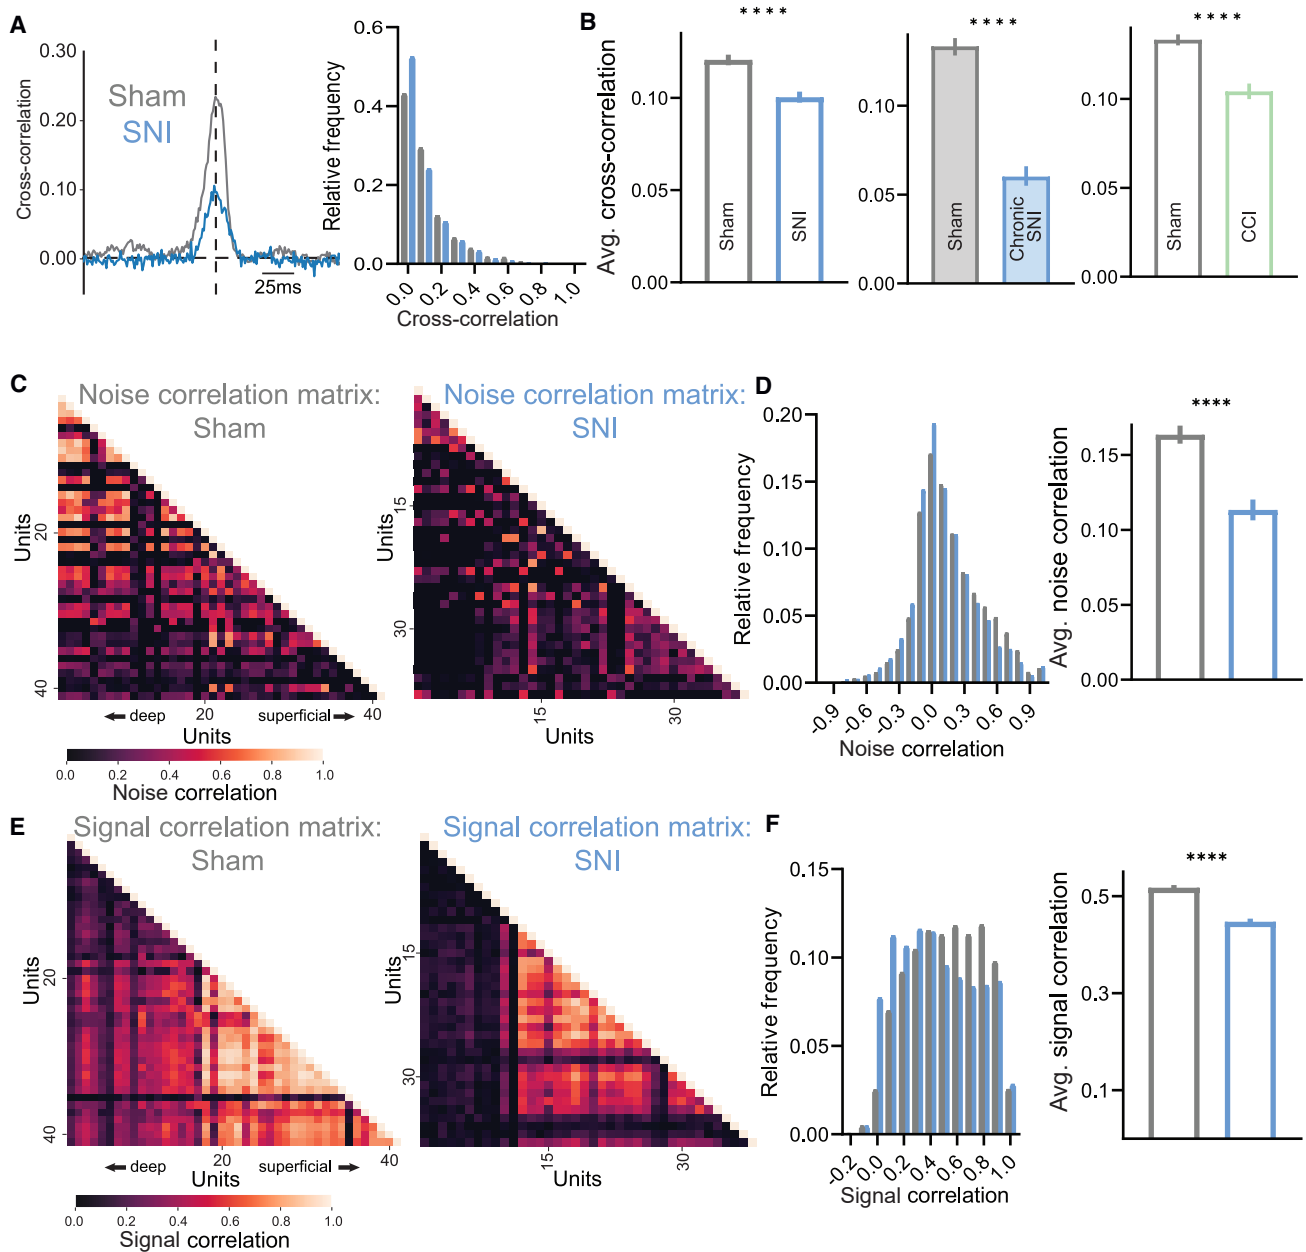 A
0.30
0.20
0.10
0.00
Cross-correlation
Sham
SNI
25ms
0.6
0.4
0.2
0.0
Relative frequency
0.0 0.2 0.4 0.6 0.8 1.0
Cross-correlation
B
Avg. cross-correlation
****
0.10
0.05
0.00
Sham
SNI
****
0.10
0.05
0.00
Sham
Chronic
SNI
****
0.10
0.05
0.00
Sham
CCI
C
Noise correlation matrix:
Sham
Units
20
40
deep
20
superficial
40
Units
0.0 0.2 0.4 0.6 0.8 1.0
Noise correlation
Noise correlation matrix:
SNI
Units
15
30
15
30
Units
D
0.20
0.15
0.10
0.05
0.00
Relative frequency
-0.9 -0.6 -0.3 0.0 0.3 0.6 0.9
Noise correlation
****
Avg. noise correlation
0.15
0.10
0.05
0.00
E
Signal correlation matrix:
Sham
Units
20
40
deep
20
superficial
40
Units
0.0 0.2 0.4 0.6 0.8 1.0
Signal correlation
Signal correlation matrix:
SNI
Units
15
30
15
30
Units
F
0.15
0.10
0.05
0.00
Relative frequency
-0.2 0.0 0.2 0.4 0.6 0.8 1.0
Signal correlation
****
Avg. signal correlation
0.5
0.3
0.1